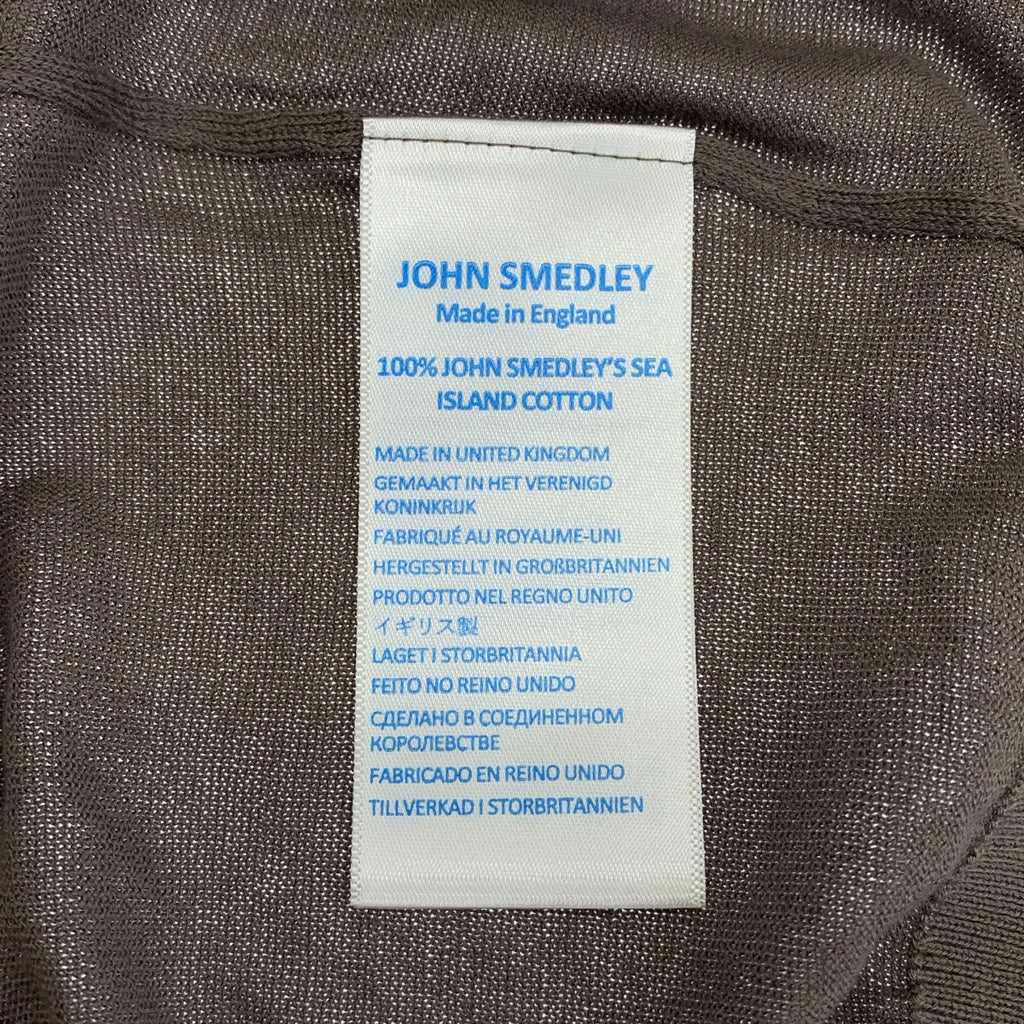 JOHN SMEDLEY
Made in England
100% JOHN SMEDLEY'S SEA
ISLAND COTTON
MADE IN UNITED KINGDOM
GEMAAKT IN HET VERENIGD
KONINKRIJK
FABRIQUÉ AU ROYAUME-UNI
HERGESTELLT IN GROßBRITANNIEN
PRODOTTO NEL REGNO UNITO
イギリス製
LAGET I STORBRITANNIA
FEITO NO REINO UNIDO
СДЕЛАНО В СОЕДИНЕННОМ
КОРОЛЕВСТВЕ
FABRICADO EN REINO UNIDO
TILLVERKAD I STORBRITANNIEN